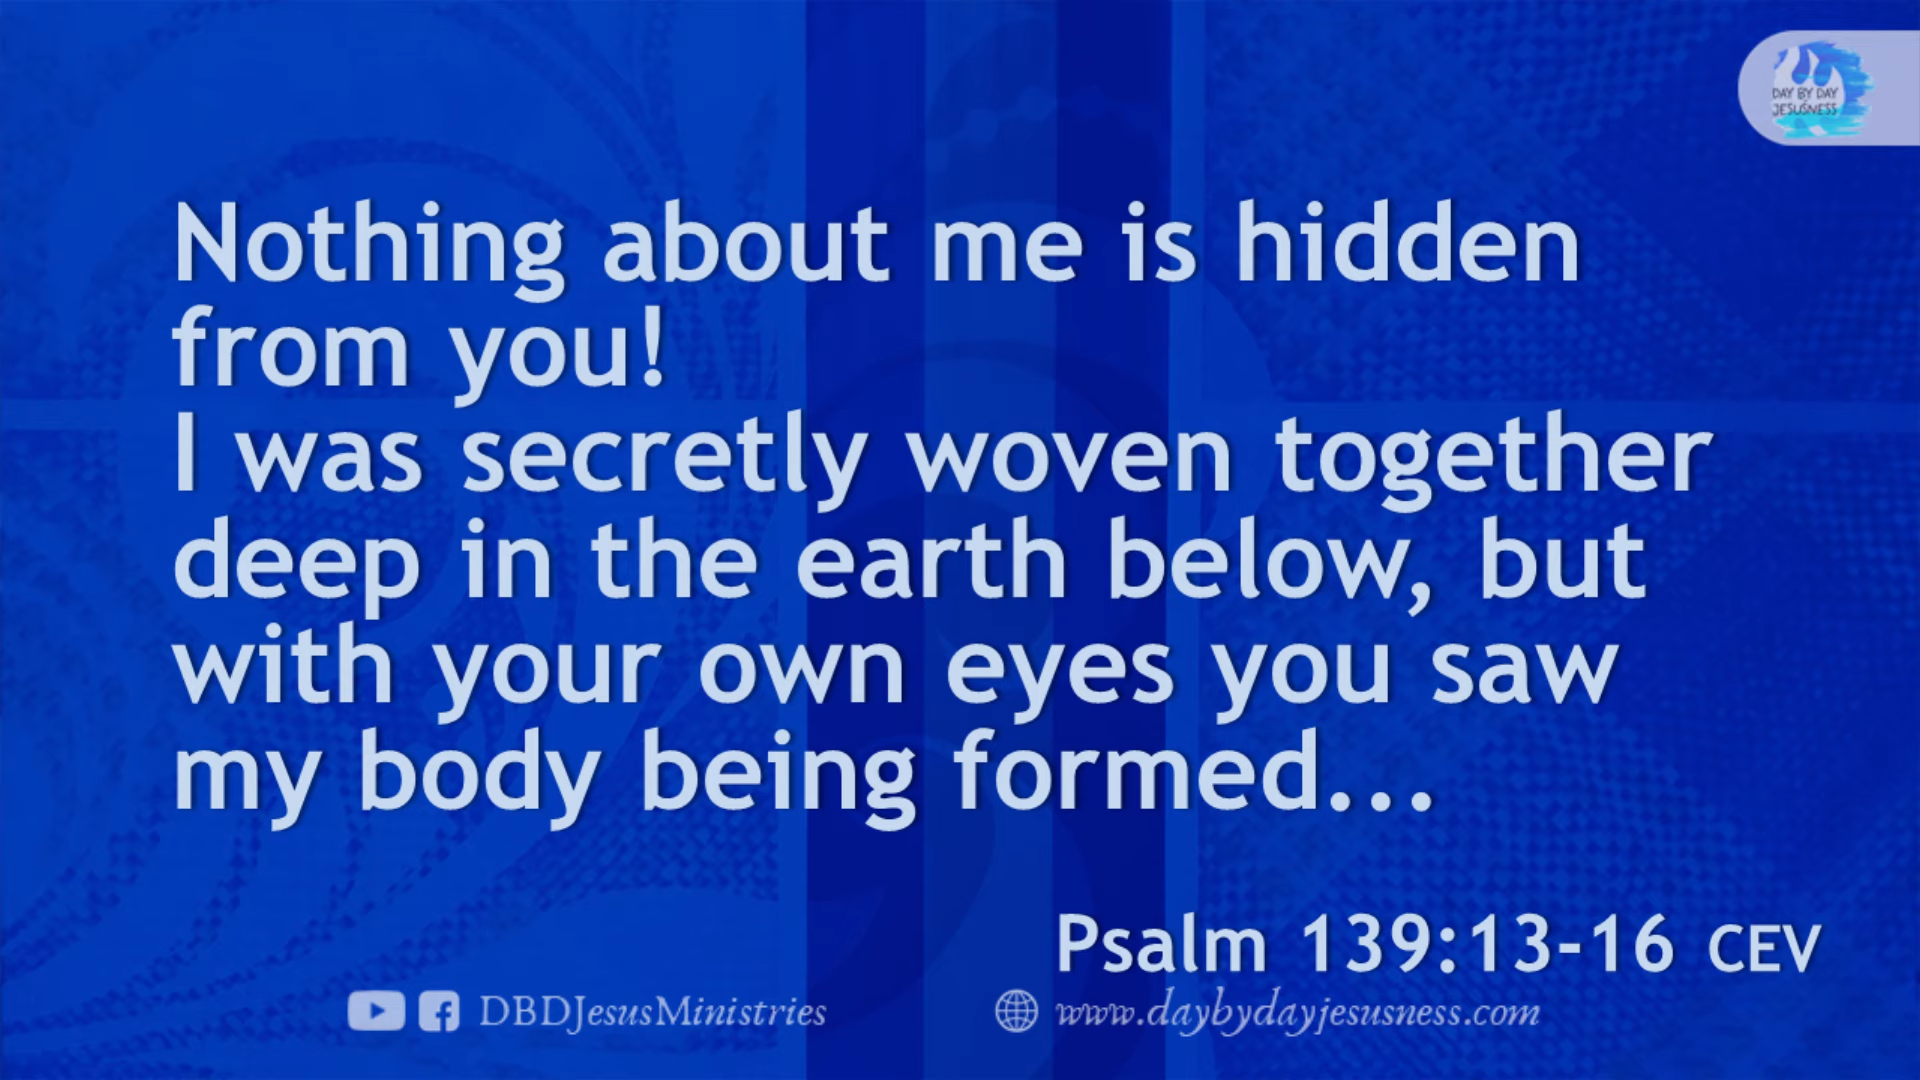 DAY BY DAY
JESUSNESS
Nothing about me is hidden
from you!
I was secretly woven together
deep in the earth below, but
with your own eyes you saw
my body being formed...
Psalm 139:13-16 CEV
DBDJesusMinistries
www.daybydayjesusness.com